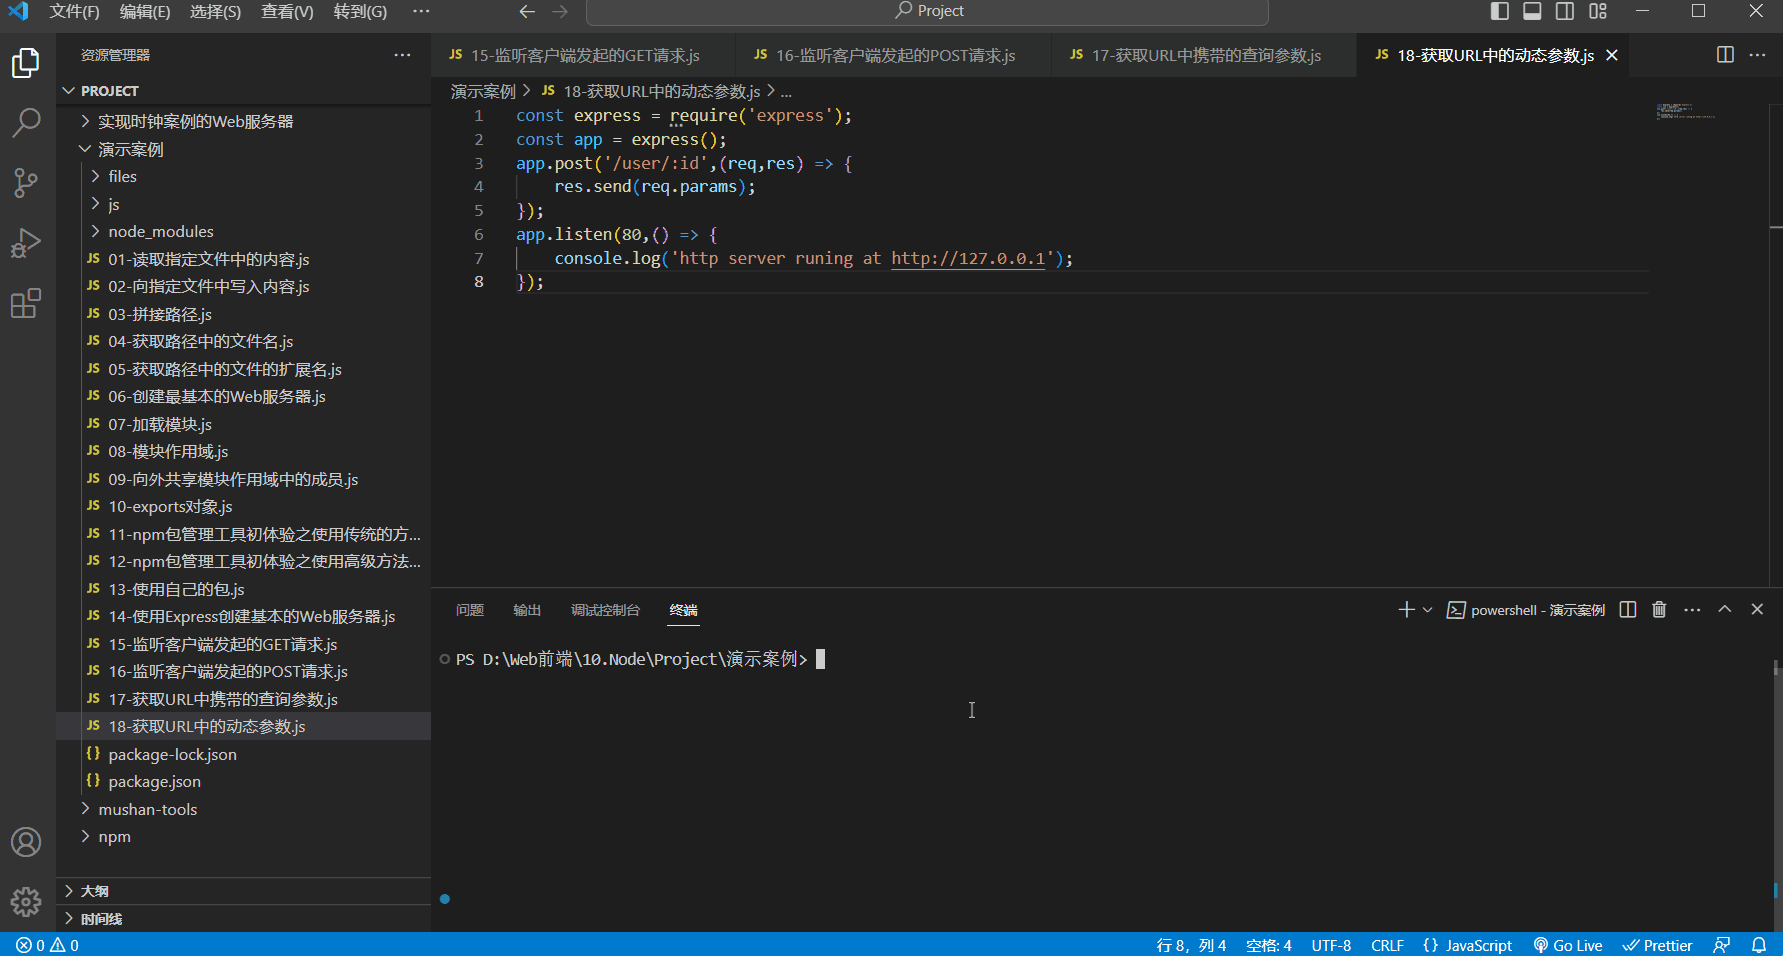 文件(F) 编辑(E) 选择(S) 查看(V) 转到(G) ··· Project
资源管理器 ···
PROJECT
实现时钟案例的Web服务器
演示案例
files
js
node_modules
JS 01-读取指定文件中的内容.js
JS 02-向指定文件中写入内容.js
JS 03-拼接路径.js
JS 04-获取路径中的文件名.js
JS 05-获取路径中的文件的扩展名.js
JS 06-创建最基本的Web服务器.js
JS 07-加载模块.js
JS 08-模块作用域.js
JS 09-向外共享模块作用域中的成员.js
JS 10-exports对象.js
JS 11-npm包管理工具初体验之使用传统的方...
JS 12-npm包管理工具初体验之使用高级方法...
JS 13-使用自己的包.js
JS 14-使用Express创建基本的Web服务器.js
JS 15-监听客户端发起的GET请求.js
JS 16-监听客户端发起的POST请求.js
JS 17-获取URL中携带的查询参数.js
JS 18-获取URL中的动态参数.js
{} package-lock.json
{} package.json
mushan-tools
npm
大纲
时间线
JS 15-监听客户端发起的GET请求.js JS 16-监听客户端发起的POST请求.js JS 17-获取URL中携带的查询参数.js JS 18-获取URL中的动态参数.js
演示案例 > JS 18-获取URL中的动态参数.js > ...
1 const express = require('express');
2 const app = express();
3 app.post('/user/:id',(req,res) => {
4 res.send(req.params);
5 });
6 app.listen(80,() => {
7 console.log('http server runing at http://127.0.0.1');
8 });
问题 输出 调试控制台 终端 powershell - 演示案例
PS D:\Web前端\10.Node\Project\演示案例>
0 0 行 8，列 4 空格: 4 UTF-8 CRLF {} JavaScript Go Live Prettier